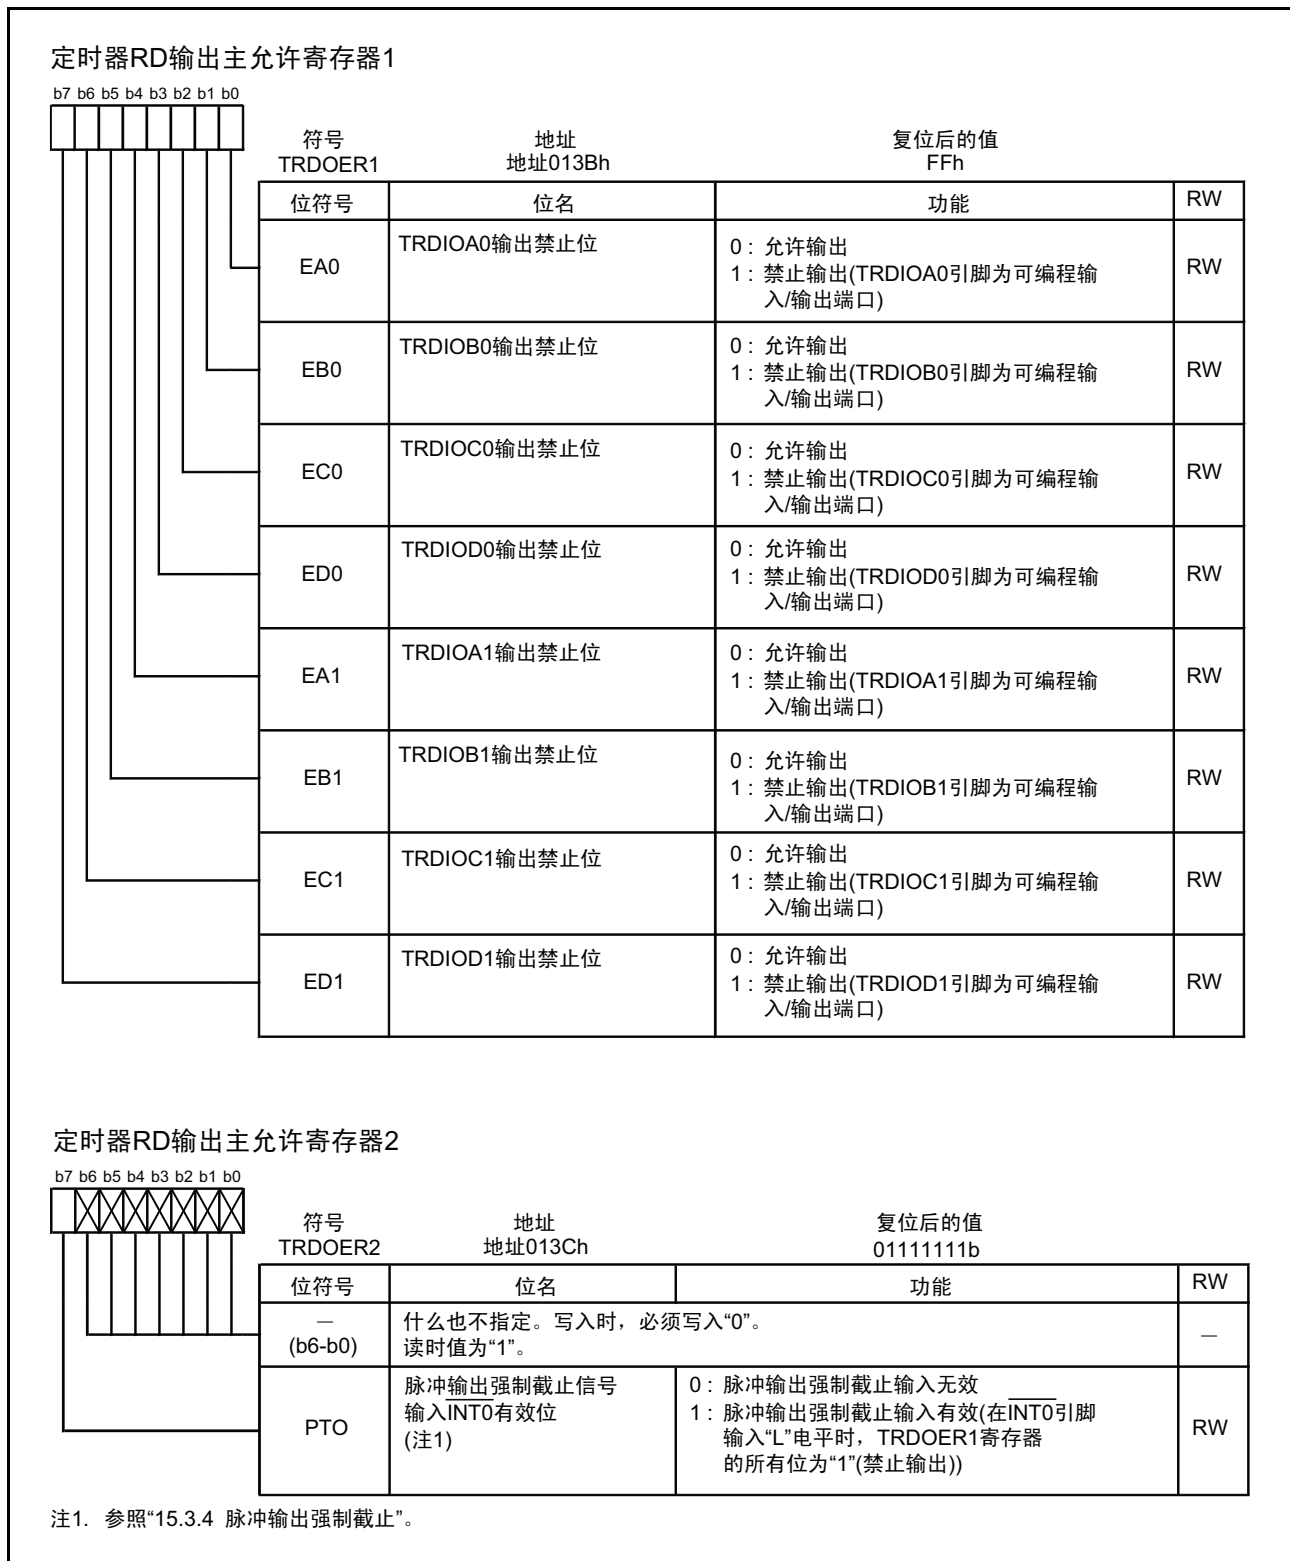 定时器RD输出主允许寄存器1
b7 b6 b5 b4 b3 b2 b1 b0
符号 地址 复位后的值
TRDOER1 地址013Bh FFh
位符号 位名 功能 RW
EA0 TRDIOA0输出禁止位 0：允许输出 RW
1：禁止输出(TRDIOA0引脚为可编程输
入/输出端口)
EB0 TRDIOB0输出禁止位 0：允许输出 RW
1：禁止输出(TRDIOB0引脚为可编程输
入/输出端口)
EC0 TRDIOC0输出禁止位 0：允许输出 RW
1：禁止输出(TRDIOC0引脚为可编程输
入/输出端口)
ED0 TRDIOD0输出禁止位 0：允许输出 RW
1：禁止输出(TRDIOD0引脚为可编程输
入/输出端口)
EA1 TRDIOA1输出禁止位 0：允许输出 RW
1：禁止输出(TRDIOA1引脚为可编程输
入/输出端口)
EB1 TRDIOB1输出禁止位 0：允许输出 RW
1：禁止输出(TRDIOB1引脚为可编程输
入/输出端口)
EC1 TRDIOC1输出禁止位 0：允许输出 RW
1：禁止输出(TRDIOC1引脚为可编程输
入/输出端口)
ED1 TRDIOD1输出禁止位 0：允许输出 RW
1：禁止输出(TRDIOD1引脚为可编程输
入/输出端口)
定时器RD输出主允许寄存器2
b7 b6 b5 b4 b3 b2 b1 b0
符号 地址 复位后的值
TRDOER2 地址013Ch 01111111b
位符号 位名 功能 RW
— 什么也不指定。写入时，必须写入“0”。 —
(b6-b0) 读时值为“1”。
PTO 脉冲输出强制截止信号 0：脉冲输出强制截止输入无效 RW
输入INT0有效位 1：脉冲输出强制截止输入有效(在INT0引脚
(注1) 输入“L”电平时，TRDOER1寄存器
的所有位为“1”(禁止输出))
注1. 参照“15.3.4 脉冲输出强制截止”。